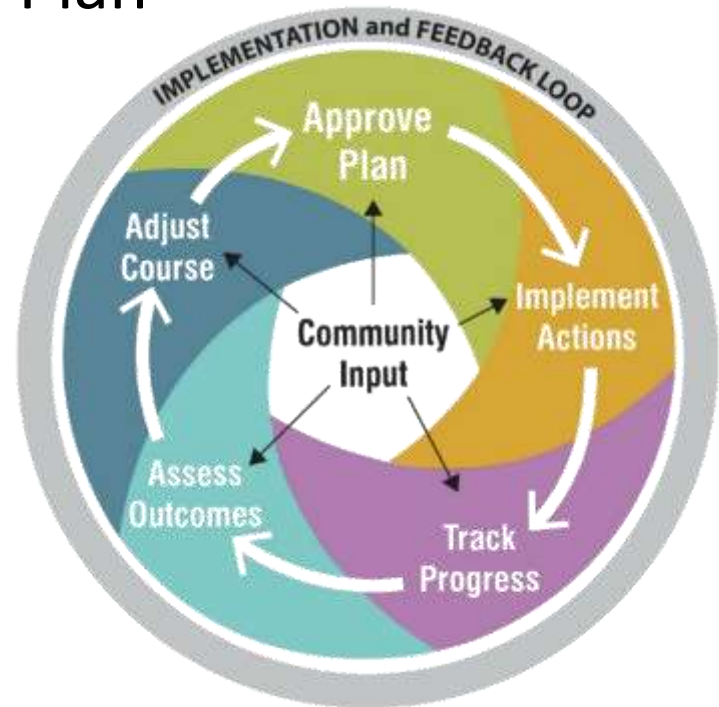 Plan
IMPLEMENTATION and FEEDBACK LOOP
Approve
Plan
Implement
Actions
Track
Progress
Assess
Outcomes
Adjust
Course
Community
Input